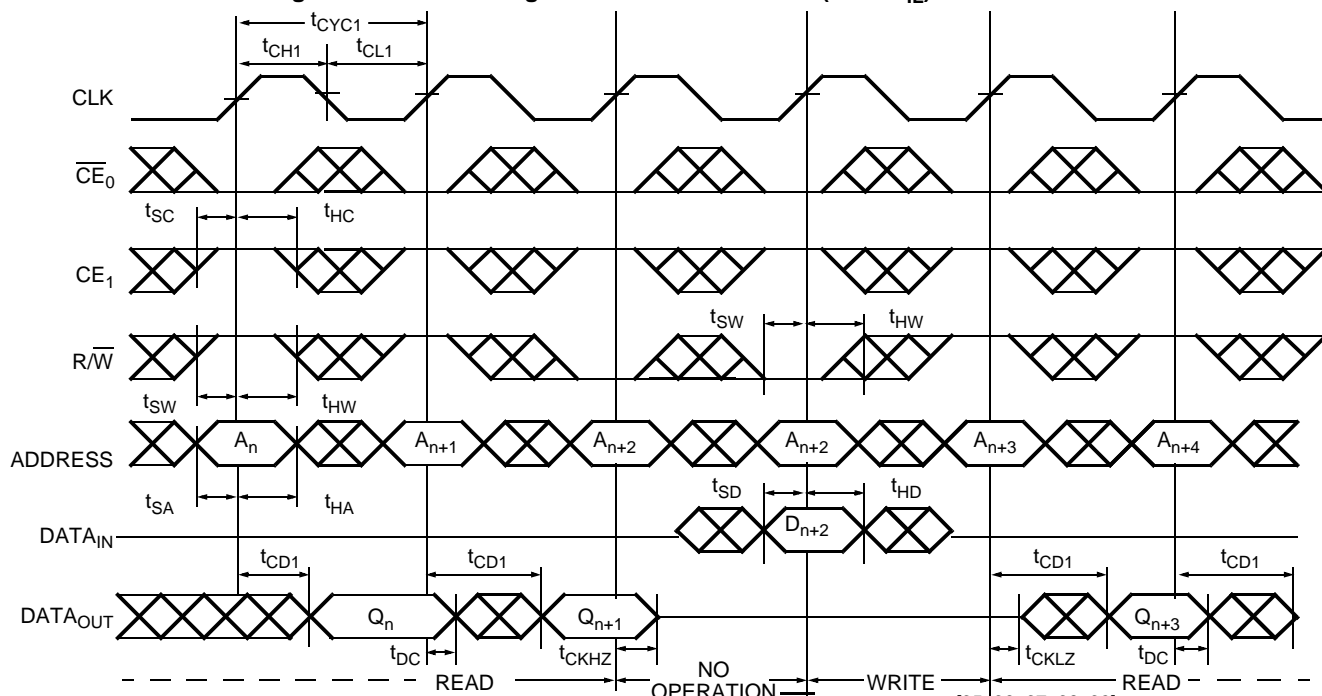 tCYC1
tCH1 tCL1
CLK
CE0
tSC tHC
CE1
tSW tHW
R/W
tSW tHW
An An+1 An+2 An+2 An+3 An+4
ADDRESS
tSA tHA tSD tHD
DATAIN Dn+2
tCD1 tCD1 tCD1 tCD1
DATAOUT Qn Qn+1 Qn+3
tDC tCKHZ tCKLZ tDC
READ NO OPERATION WRITE READ